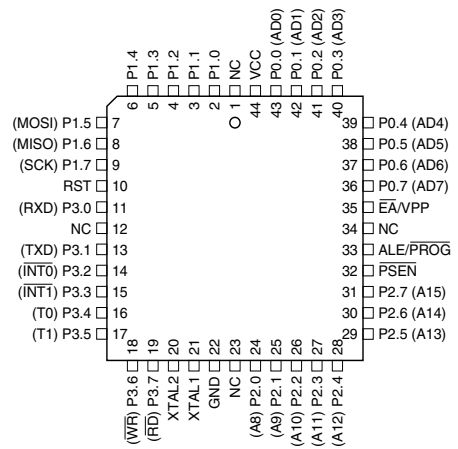 P1.4
P1.3
P1.2
P1.1
P1.0
NC
VCC
P0.0 (AD0)
P0.1 (AD1)
P0.2 (AD2)
P0.3 (AD3)
6
5
4
3
2
1
44
43
42
41
40
(MOSI) P1.5 7
(MISO) P1.6 8
(SCK) P1.7 9
RST 10
(RXD) P3.0 11
NC 12
(TXD) P3.1 13
(INT0) P3.2 14
(INT1) P3.3 15
(T0) P3.4 16
(T1) P3.5 17
39 P0.4 (AD4)
38 P0.5 (AD5)
37 P0.6 (AD6)
36 P0.7 (AD7)
35 EA/VPP
34 NC
33 ALE/PROG
32 PSEN
31 P2.7 (A15)
30 P2.6 (A14)
29 P2.5 (A13)
18
19
20
21
22
23
24
25
26
27
28
(WR) P3.6
(RD) P3.7
XTAL2
XTAL1
GND
NC
(A8) P2.0
(A9) P2.1
(A10) P2.2
(A11) P2.3
(A12) P2.4